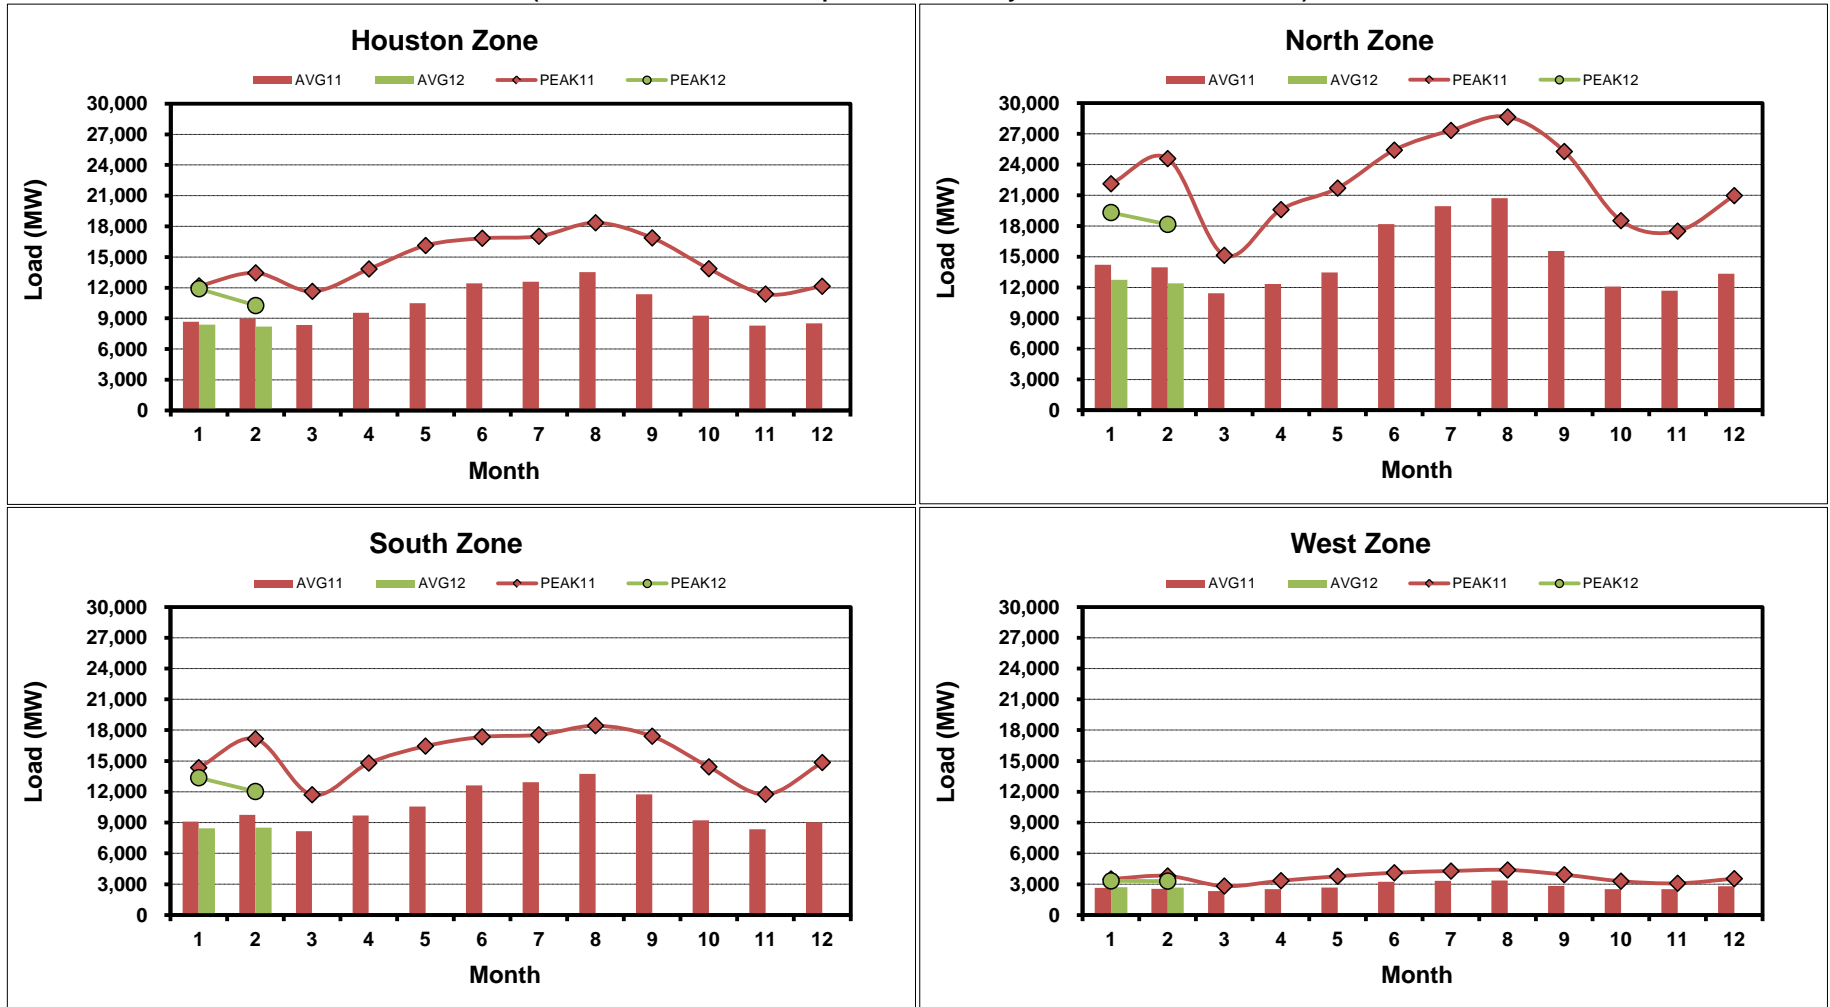 Houston Zone
AVG11 AVG12 PEAK11 PEAK12
30,000
27,000
24,000
21,000
18,000
15,000
12,000
9,000
6,000
3,000
0
Load (MW)
1 2 3 4 5 6 7 8 9 10 11 12
Month
North Zone
AVG11 AVG12 PEAK11 PEAK12
30,000
27,000
24,000
21,000
18,000
15,000
12,000
9,000
6,000
3,000
0
Load (MW)
1 2 3 4 5 6 7 8 9 10 11 12
Month
South Zone
AVG11 AVG12 PEAK11 PEAK12
30,000
27,000
24,000
21,000
18,000
15,000
12,000
9,000
6,000
3,000
0
Load (MW)
1 2 3 4 5 6 7 8 9 10 11 12
Month
West Zone
AVG11 AVG12 PEAK11 PEAK12
30,000
27,000
24,000
21,000
18,000
15,000
12,000
9,000
6,000
3,000
0
Load (MW)
1 2 3 4 5 6 7 8 9 10 11 12
Month